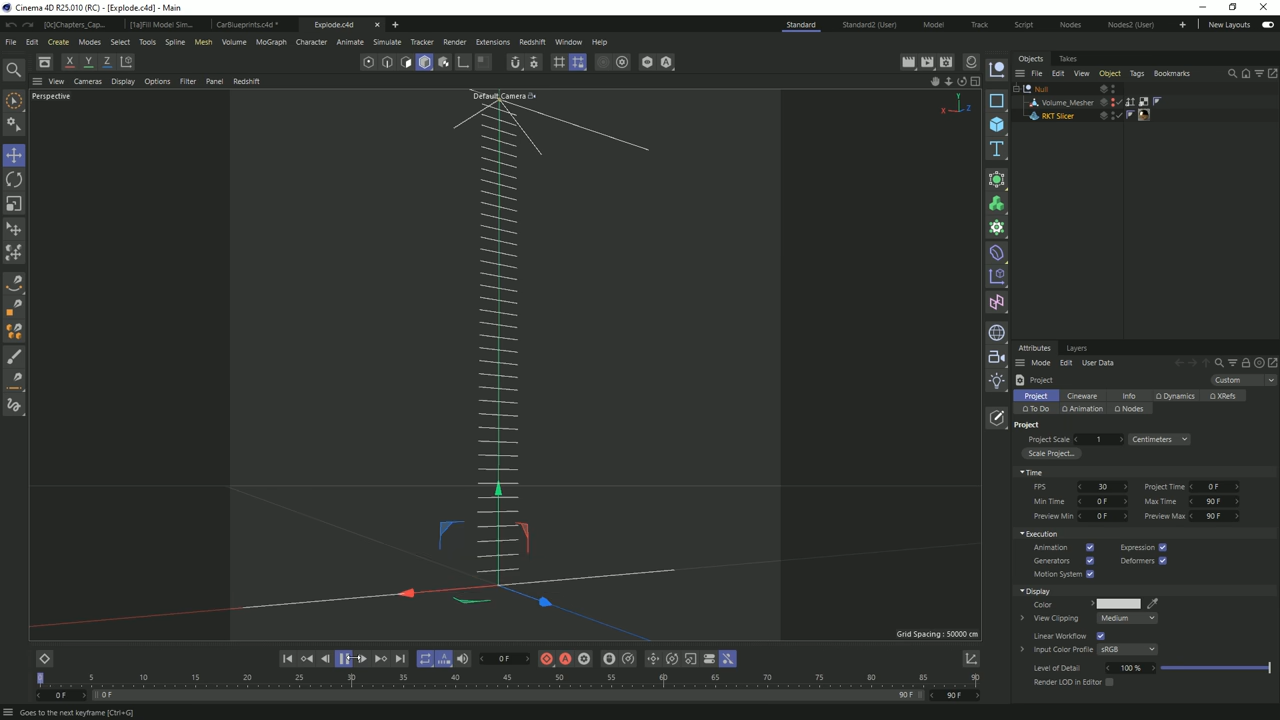 Cinema 4D R25.010 (RC) - [Explode.c4d] - Main
[0c]Chapters_Cap...
[1a]Fill Model Sim...
CarBlueprints.c4d *
Explode.c4d
Standard
Standard2 (User)
Model
Track
Script
Nodes
Nodes2 (User)
New Layouts
File Edit Create Modes Select Tools Spline Mesh Volume MoGraph Character Animate Simulate Tracker Render Extensions Redshift Window Help
X Y Z
Objects Takes
File Edit View Object Tags Bookmarks
View Cameras Display Options Filter Panel Redshift
Null
Perspective
Default Camera
Y
X Z
Volume_Mesher
RKT Slicer
Attributes Layers
Mode Edit User Data
Project
Custom
Project Cineware Info Dynamics XRefs
To Do Animation Nodes
Project
Project Scale 1 Centimeters
Scale Project...
Time
FPS 30 Project Time 0 F
Min Time 0 F Max Time 90 F
Preview Min 0 F Preview Max 90 F
Execution
Animation Expression
Generators Deformers
Motion System
Display
Color
View Clipping Medium
Linear Workflow
Input Color Profile sRGB
Level of Detail 100 %
Render LOD in Editor
Grid Spacing : 50000 cm
0 F
0 5 10 15 20 25 30 35 40 45 50 55 60 65 70 75 80 85 90
0 F 0 F 90 F 90 F
Goes to the next keyframe [Ctrl+G]